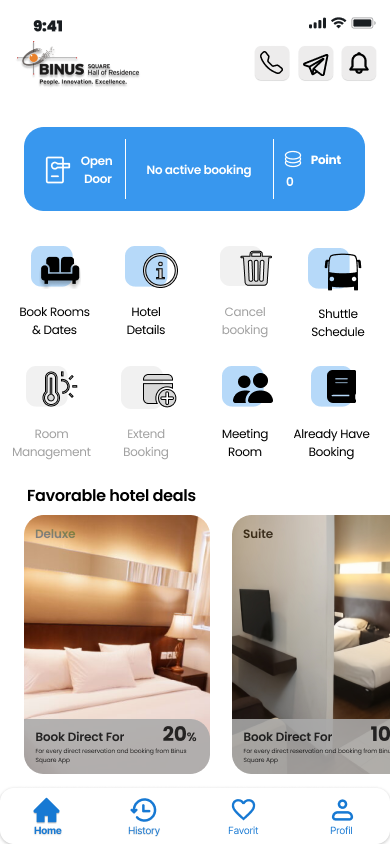 9:41
BINUS SQUARE
Hall of Residence
People. Innovation. Excellence.
Open
Door
No active booking
Point
0
Book Rooms
& Dates
Hotel
Details
Cancel
booking
Shuttle
Schedule
Room
Management
Extend
Booking
Meeting
Room
Already Have
Booking
Favorable hotel deals
Deluxe
Suite
Book Direct For 20%
For every direct reservation and booking from Binus
Square App
Book Direct For 10
For every direct reservation and booking from Binus
Square App
Home
History
Favorit
Profil